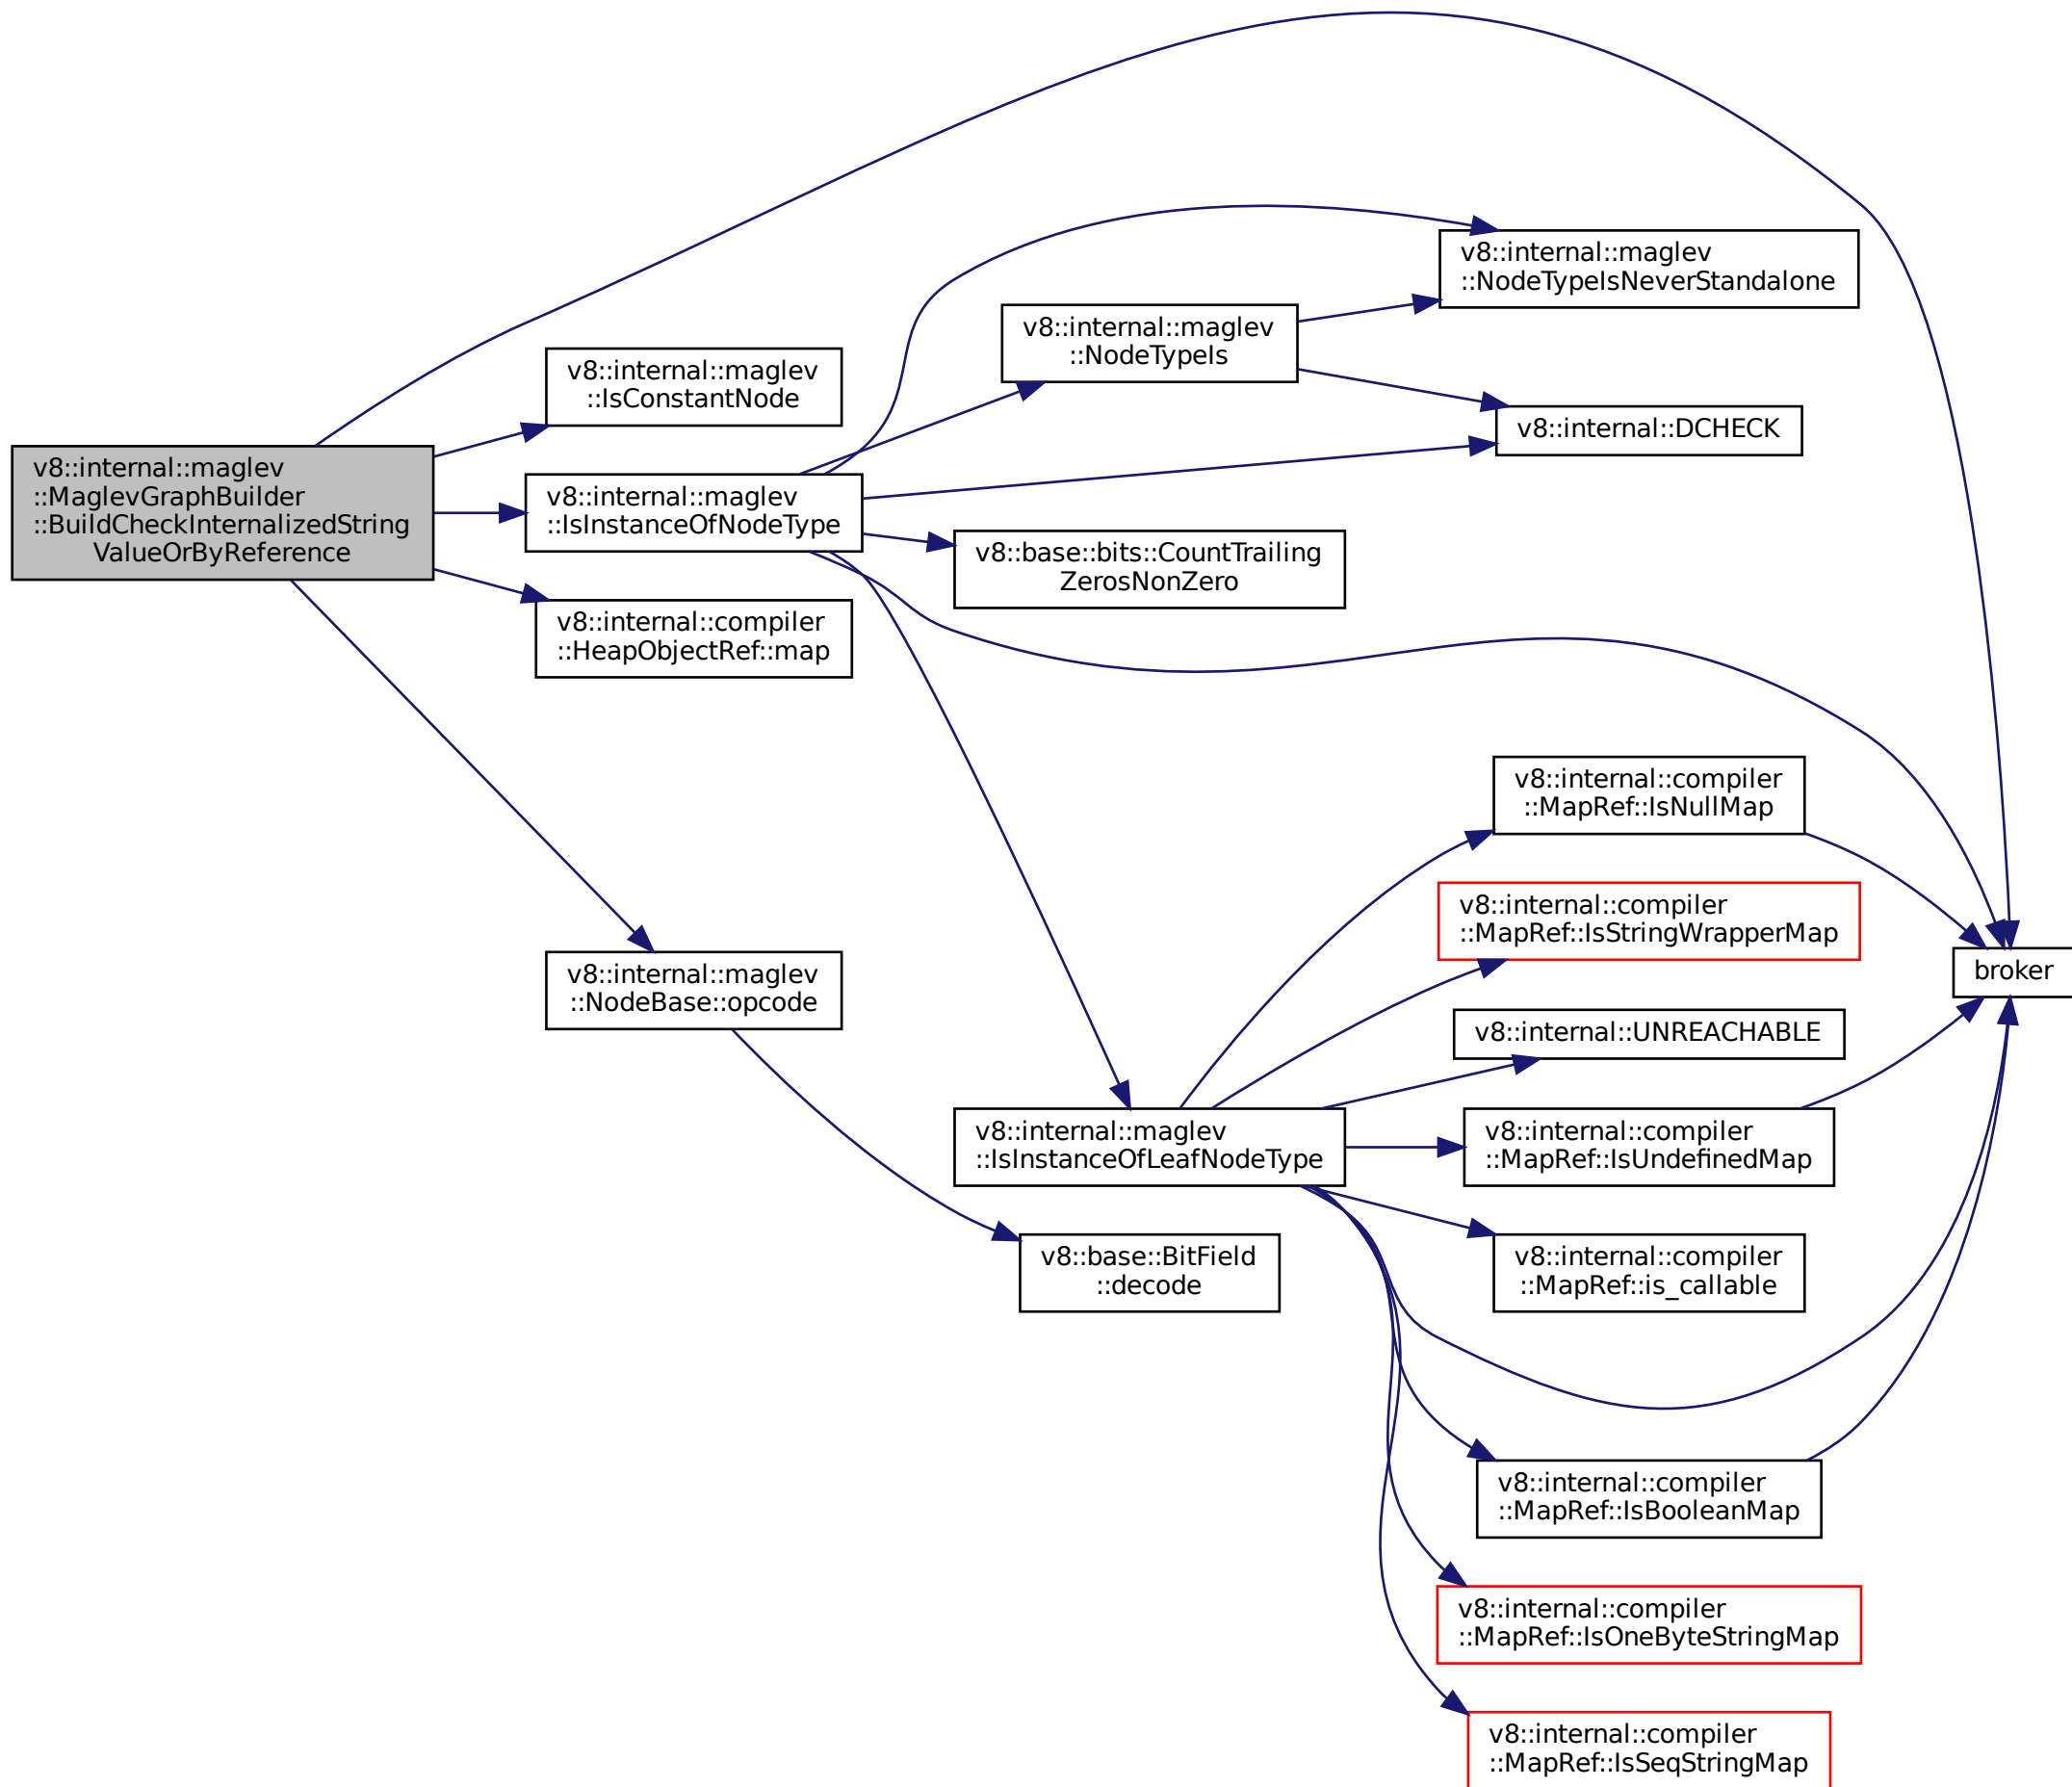 v8::internal::maglev
::MaglevGraphBuilder
::BuildCheckInternalizedString
ValueOrByReference
v8::internal::maglev
::IsConstantNode
v8::internal::maglev
::IsInstanceOfNodeType
v8::internal::compiler
::HeapObjectRef::map
v8::internal::maglev
::NodeBase::opcode
v8::internal::maglev
::NodeTypeIs
v8::base::bits::CountTrailing
ZerosNonZero
v8::internal::maglev
::IsInstanceOfLeafNodeType
v8::base::BitField
::decode
v8::internal::maglev
::NodeTypeIsNeverStandalone
v8::internal::DCHECK
v8::internal::compiler
::MapRef::IsNullMap
v8::internal::compiler
::MapRef::IsStringWrapperMap
v8::internal::UNREACHABLE
v8::internal::compiler
::MapRef::IsUndefinedMap
v8::internal::compiler
::MapRef::is_callable
v8::internal::compiler
::MapRef::IsBooleanMap
v8::internal::compiler
::MapRef::IsOneByteStringMap
v8::internal::compiler
::MapRef::IsSeqStringMap
broker